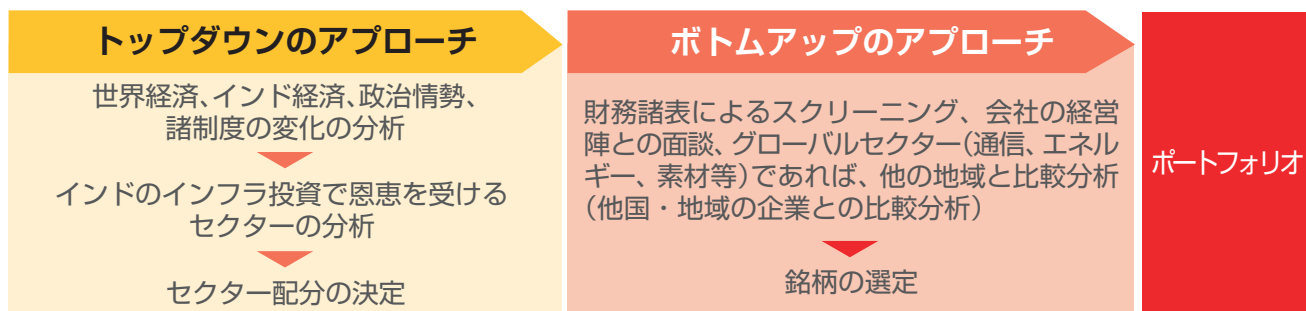 トップダウンのアプローチ
世界経済、インド経済、政治情勢、
諸制度の変化の分析
インドのインフラ投資で恩恵を受ける
セクターの分析
セクター配分の決定
ボトムアップのアプローチ
財務諸表によるスクリーニング、会社の経営
陣との面談、グローバルセクター(通信、エネル
ギー、素材等)であれば、他の地域と比較分析
(他国・地域の企業との比較分析)
銘柄の選定
ポートフォリオ